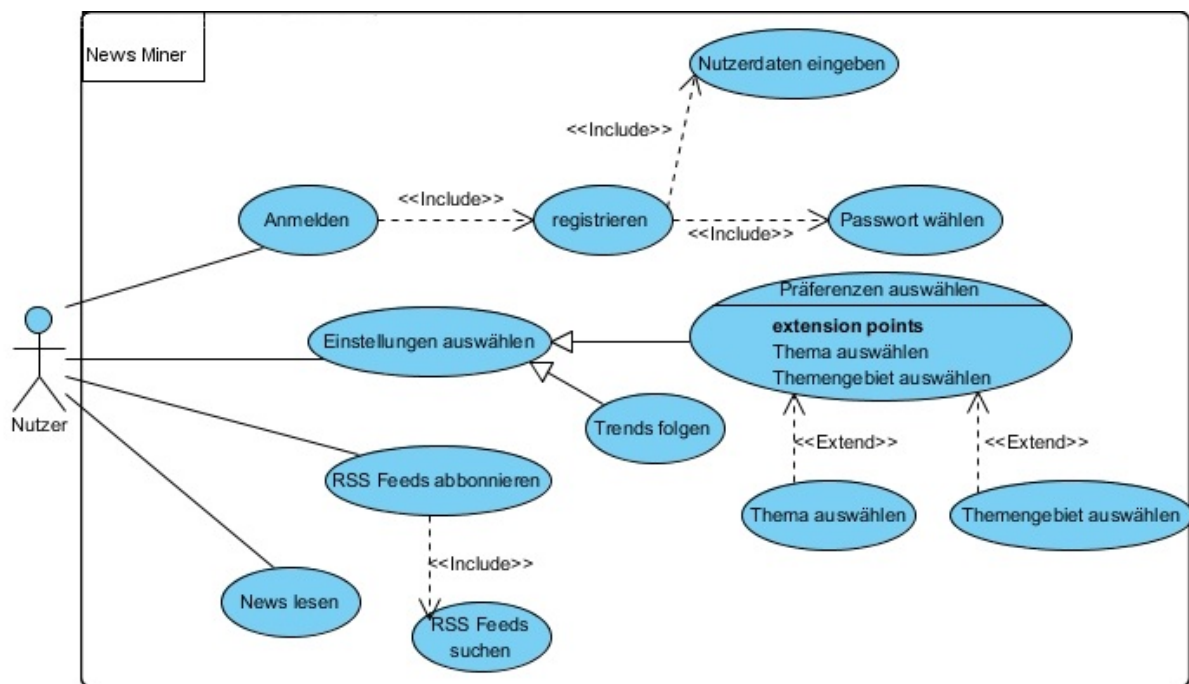 News Miner
Nutzerdaten eingeben
<<Include>>
Anmelden
<<Include>>
registrieren
<<Include>>
Passwort wählen
Präferenzen auswählen
extension points
Thema auswählen
Themengebiet auswählen
Einstellungen auswählen
Nutzer
Trends folgen
<<Extend>>
<<Extend>>
RSS Feeds abbonnieren
Thema auswählen
Themengebiet auswählen
<<Include>>
News lesen
RSS Feeds
suchen